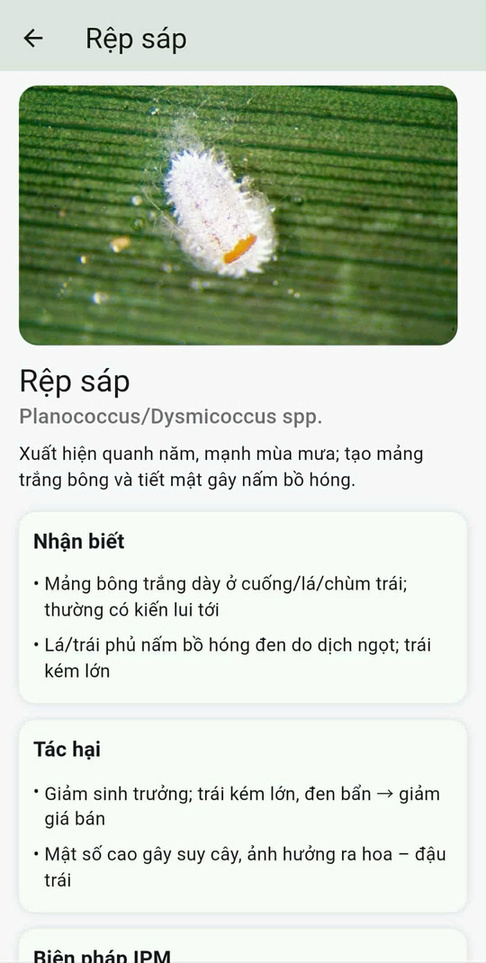 Rệp sáp
Rệp sáp
Planococcus/Dysmicoccus spp.
Xuất hiện quanh năm, mạnh mùa mưa; tạo mảng
trắng bông và tiết mật gây nấm bồ hóng.
Nhận biết
• Mảng bông trắng dày ở cuống/lá/chùm trái;
thường có kiến lui tới
• Lá/trái phủ nấm bồ hóng đen do dịch ngọt; trái
kém lớn
Tác hại
• Giảm sinh trưởng; trái kém lớn, đen bẩn → giảm
giá bán
• Mật số cao gây suy cây, ảnh hưởng ra hoa – đậu
trái
Biện pháp IPM